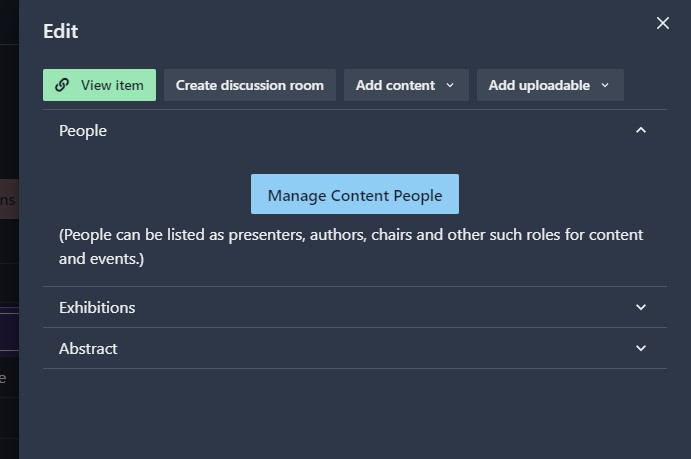 Edit
View item
Create discussion room
Add content
Add uploadable
People
Manage Content People
(People can be listed as presenters, authors, chairs and other such roles for content
and events.)
Exhibitions
Abstract
ns
e